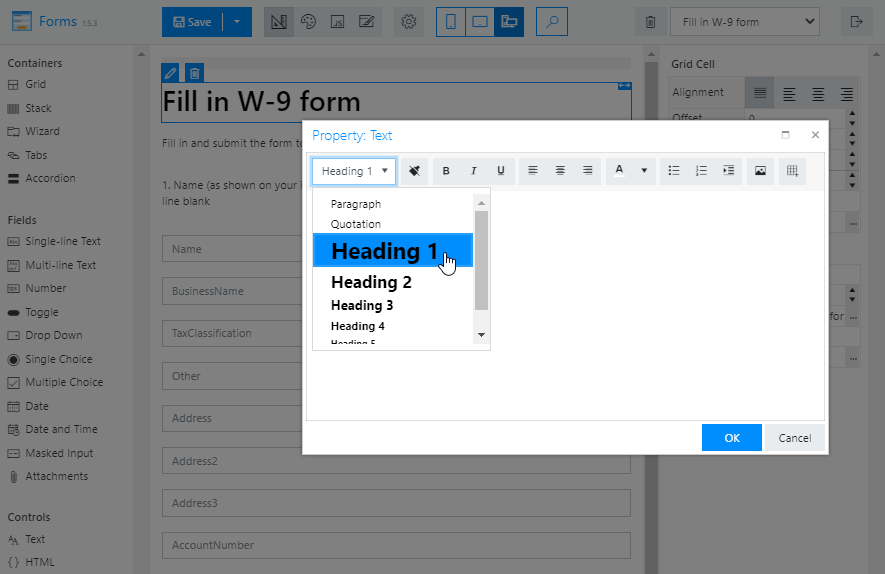 Forms 1.5.3
Save
JS
Fill in W-9 form
Containers
Grid
Stack
Wizard
Tabs
Accordion
Fields
Single-line Text
Multi-line Text
Number
Toggle
Drop Down
Single Choice
Multiple Choice
Date
Date and Time
Masked Input
Attachments
Controls
Text
HTML
Fill in W-9 form
Fill in and submit the form to
1. Name (as shown on your i
line blank
Name
BusinessName
TaxClassification
Other
Address
Address2
Address3
AccountNumber
Property: Text
Heading 1
B I U
A
Paragraph
Quotation
Heading 1
Heading 2
Heading 3
Heading 4
Heading 5
OK
Cancel
Grid Cell
Alignment
Offset
0
for
...